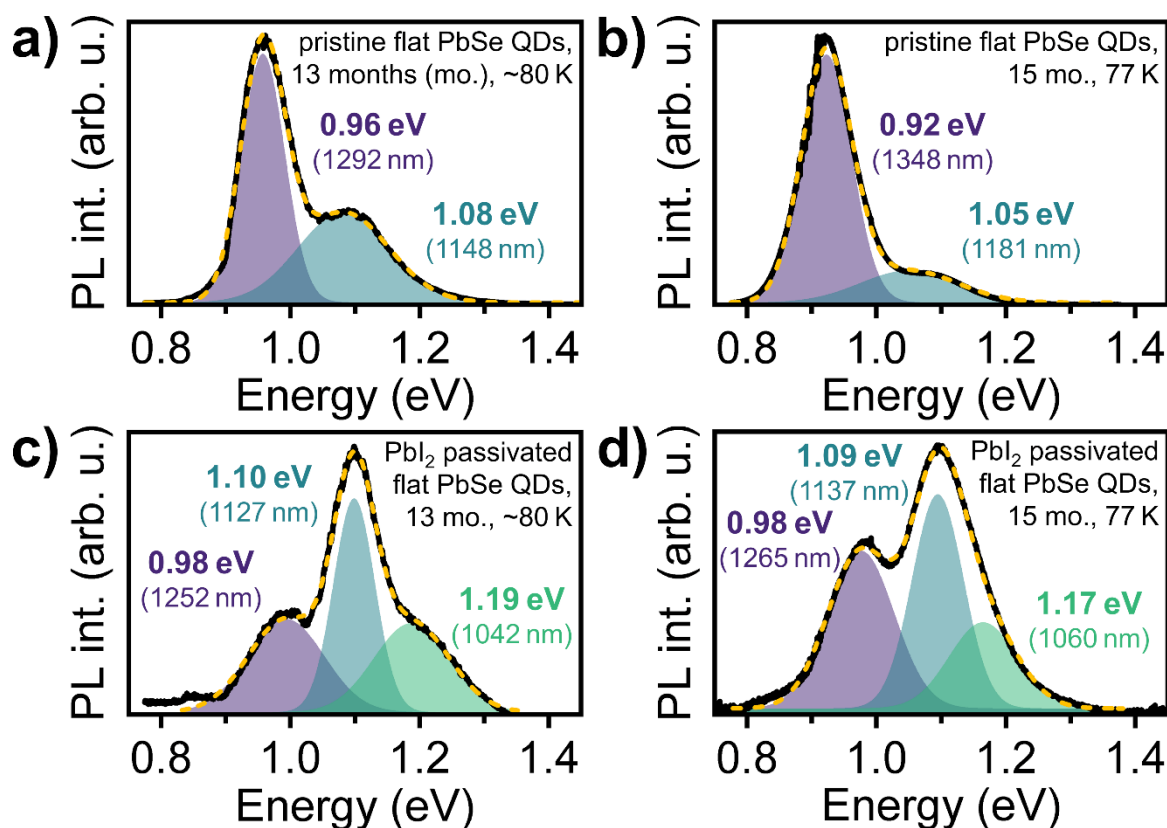 a)
pristine flat PbSe QDs,
13 months (mo.), ~80 K
0.96 eV
(1292 nm)
1.08 eV
(1148 nm)
PL int. (arb. u.)
0.8 1.0 1.2 1.4
Energy (eV)
b)
pristine flat PbSe QDs,
15 mo., 77 K
0.92 eV
(1348 nm)
1.05 eV
(1181 nm)
PL int. (arb. u.)
0.8 1.0 1.2 1.4
Energy (eV)
c)
PbI₂ passivated
flat PbSe QDs,
13 mo., ~80 K
1.10 eV
(1127 nm)
0.98 eV
(1252 nm)
1.19 eV
(1042 nm)
PL int. (arb. u.)
0.8 1.0 1.2 1.4
Energy (eV)
d)
PbI₂ passivated
flat PbSe QDs,
15 mo., 77 K
1.09 eV
(1137 nm)
0.98 eV
(1265 nm)
1.17 eV
(1060 nm)
PL int. (arb. u.)
0.8 1.0 1.2 1.4
Energy (eV)